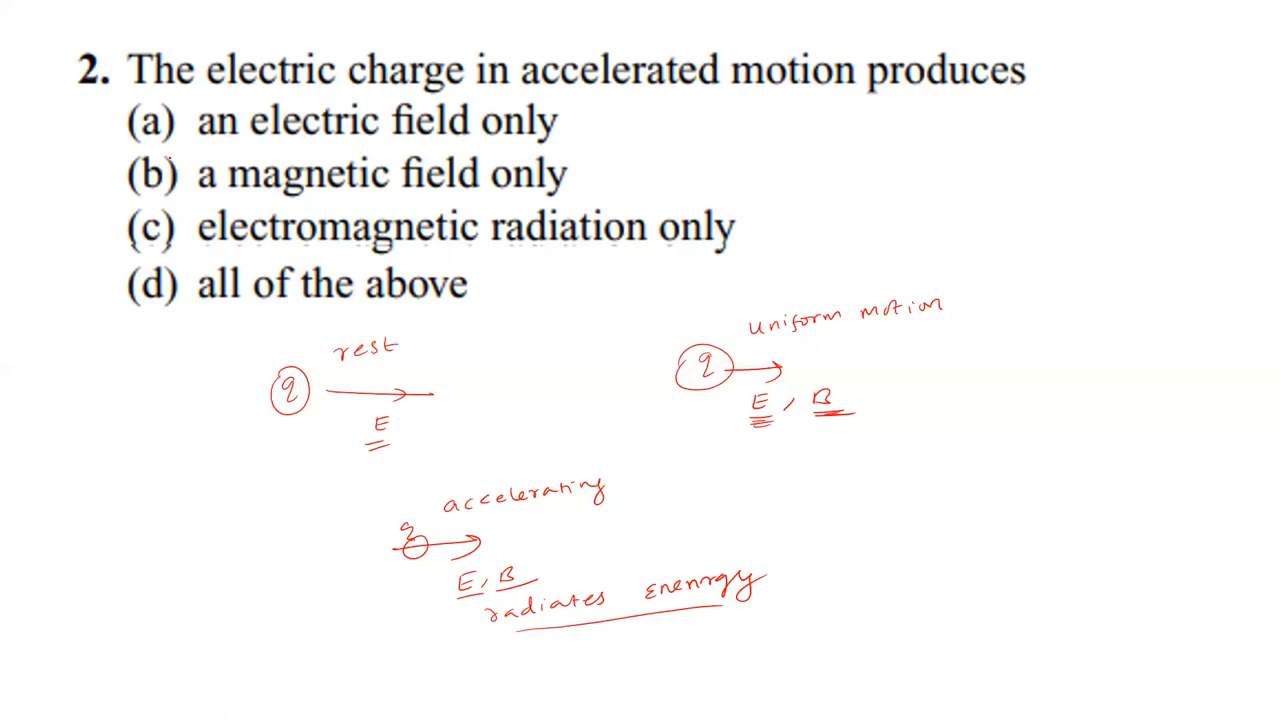 2. The electric charge in accelerated motion produces
(a) an electric field only
(b) a magnetic field only
(c) electromagnetic radiation only
(d) all of the above
rest
q
E
uniform motion
q
E, B
accelerating
q
E, B
radiates enenrgy